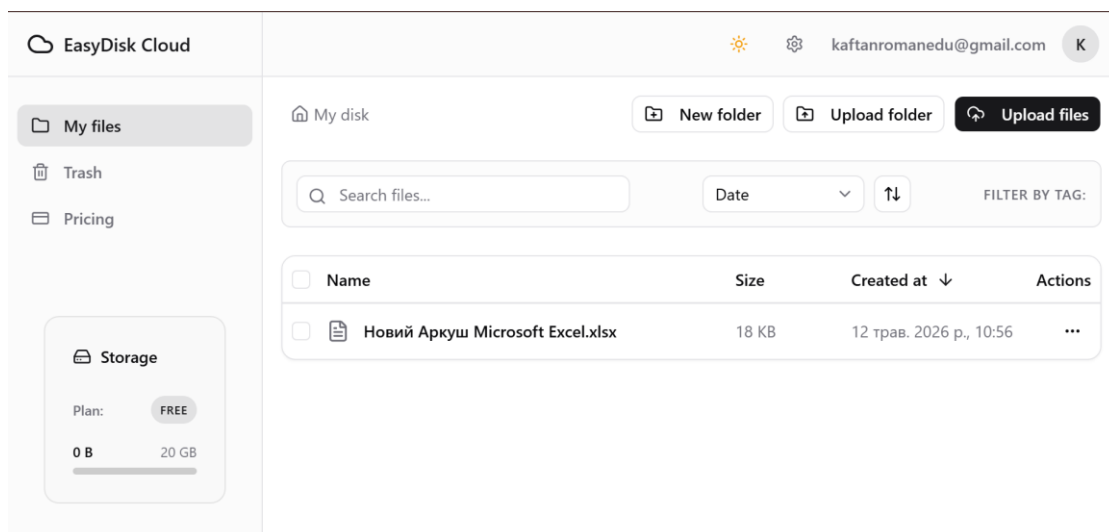 EasyDisk Cloud
kaftanromanedu@gmail.com K
My files
Trash
Pricing
Storage
Plan: FREE
0 B 20 GB
My disk
New folder Upload folder Upload files
Search files... Date FILTER BY TAG:
Name Size Created at Actions
Новий Аркуш Microsoft Excel.xlsx 18 KB 12 трав. 2026 р., 10:56